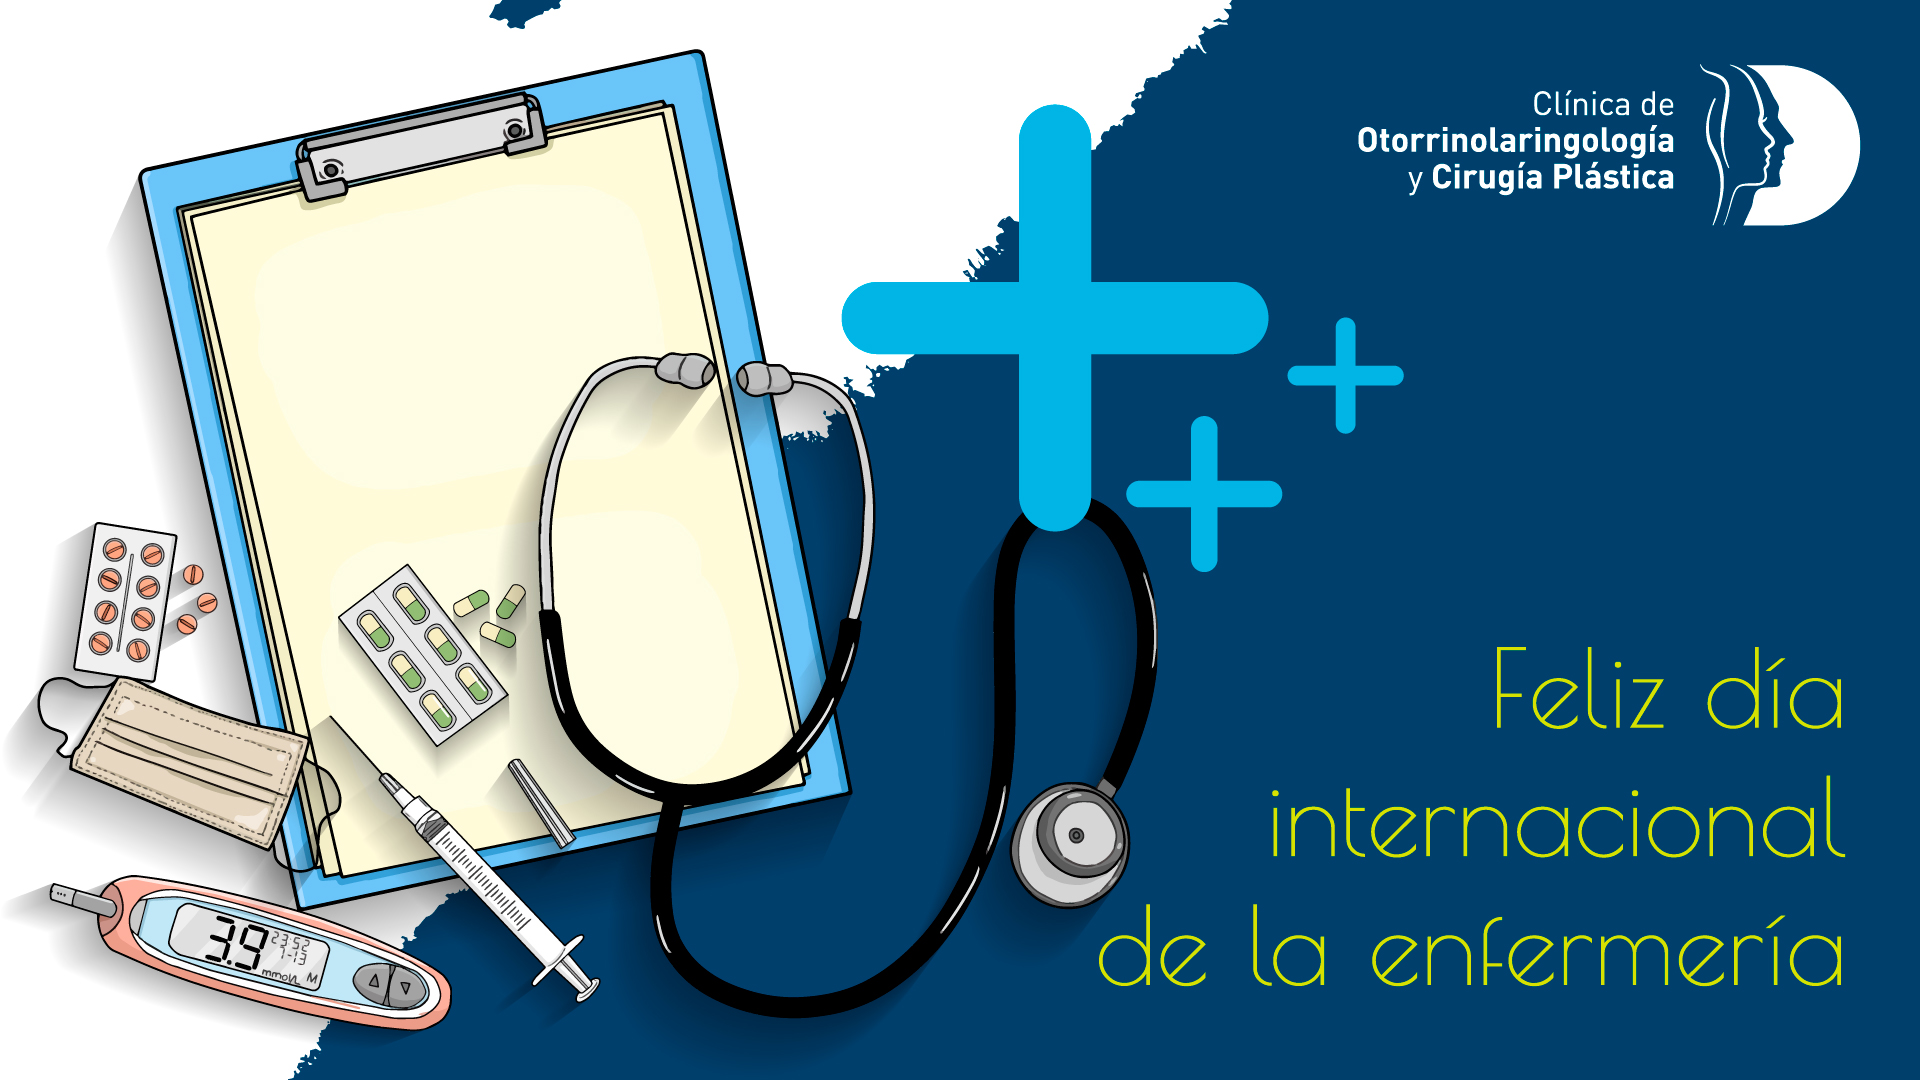 Clínica de
Otorrinolaringología
y Cirugía Plástica
Feliz día
internacional
de la enfermería
3.9
23:52
1-13
mmol/L M